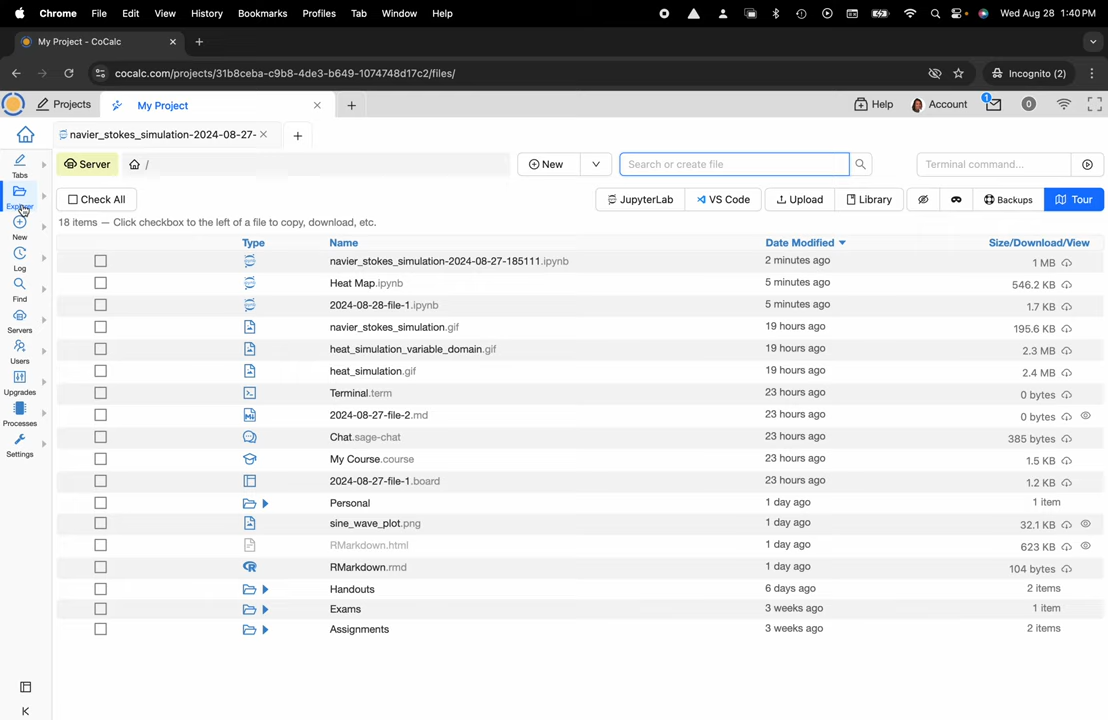 Chrome File Edit View History Bookmarks Profiles Tab Window Help Wed Aug 28 1:40 PM
My Project - CoCalc
cocalc.com/projects/31b8ceba-c9b8-4de3-b649-1074748d17c2/files/ Incognito (2)
Projects My Project Help Account 1 0
navier_stokes_simulation-2024-08-27-
Tabs
Explorer
New
Log
Find
Servers
Users
Upgrades
Processes
Settings
Server / New Search or create file Terminal command...
Check All JupyterLab VS Code Upload Library Backups Tour
18 items — Click checkbox to the left of a file to copy, download, etc.
Type Name Date Modified Size/Download/View
navier_stokes_simulation-2024-08-27-185111.ipynb 2 minutes ago 1 MB
Heat Map.ipynb 5 minutes ago 546.2 KB
2024-08-28-file-1.ipynb 5 minutes ago 1.7 KB
navier_stokes_simulation.gif 19 hours ago 195.6 KB
heat_simulation_variable_domain.gif 19 hours ago 2.3 MB
heat_simulation.gif 19 hours ago 2.4 MB
Terminal.term 23 hours ago 0 bytes
2024-08-27-file-2.md 23 hours ago 0 bytes
Chat.sage-chat 23 hours ago 385 bytes
My Course.course 23 hours ago 1.5 KB
2024-08-27-file-1.board 23 hours ago 1.2 KB
Personal 1 day ago 1 item
sine_wave_plot.png 1 day ago 32.1 KB
RMarkdown.html 1 day ago 623 KB
RMarkdown.rmd 1 day ago 104 bytes
Handouts 6 days ago 2 items
Exams 3 weeks ago 1 item
Assignments 3 weeks ago 2 items